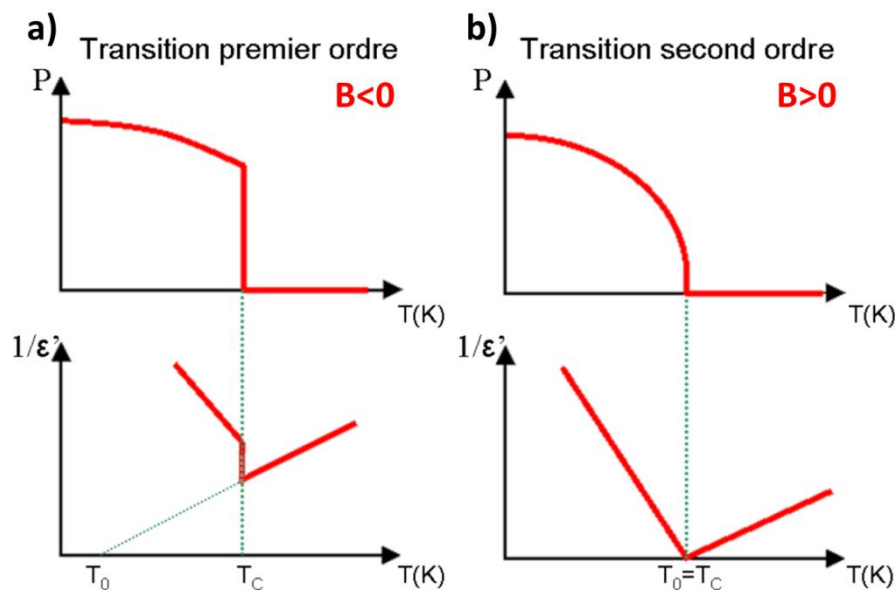 a)
Transition premier ordre
P
B<0
T(K)
1/ε'
T₀
T_C
T(K)
b)
Transition second ordre
P
B>0
T(K)
1/ε'
T₀=T_C
T(K)